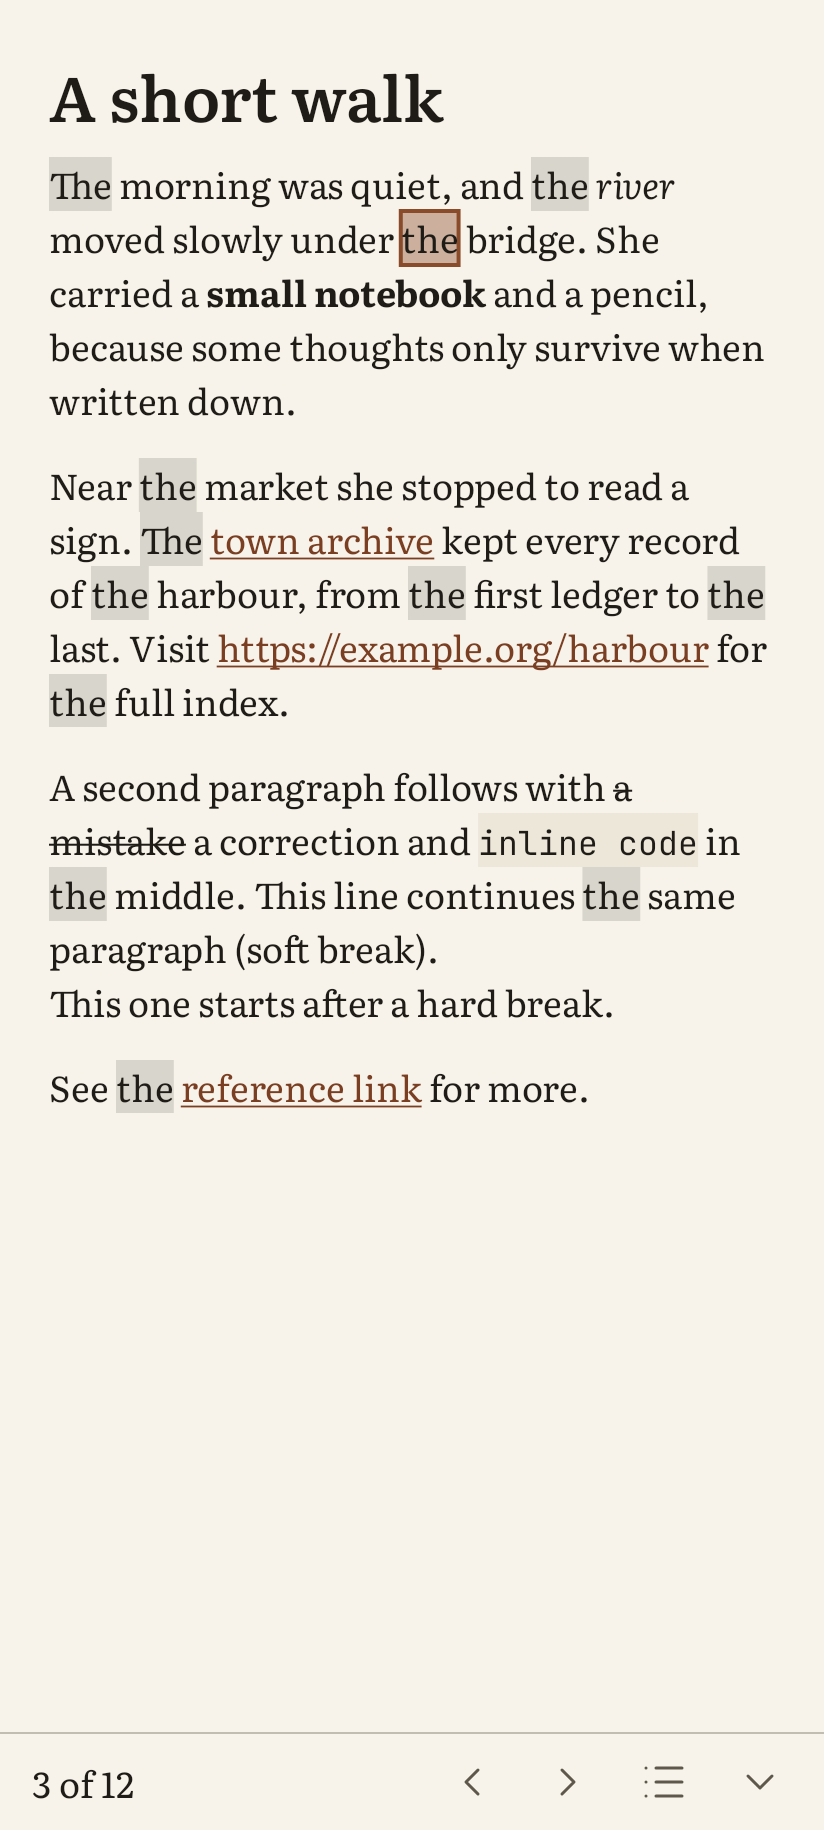 A short walk
The morning was quiet, and the river
moved slowly under the bridge. She
carried a small notebook and a pencil,
because some thoughts only survive when
written down.
Near the market she stopped to read a
sign. The town archive kept every record
of the harbour, from the first ledger to the
last. Visit https://example.org/harbour for
the full index.
A second paragraph follows with a
mistake a correction and inline code in
the middle. This line continues the same
paragraph (soft break).
This one starts after a hard break.
See the reference link for more.
3 of 12